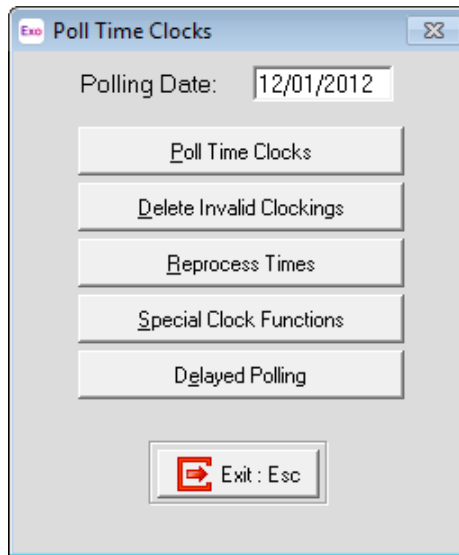 Exo Poll Time Clocks
Polling Date: 12/01/2012
Poll Time Clocks
Delete Invalid Clockings
Reprocess Times
Special Clock Functions
Delayed Polling
Exit : Esc